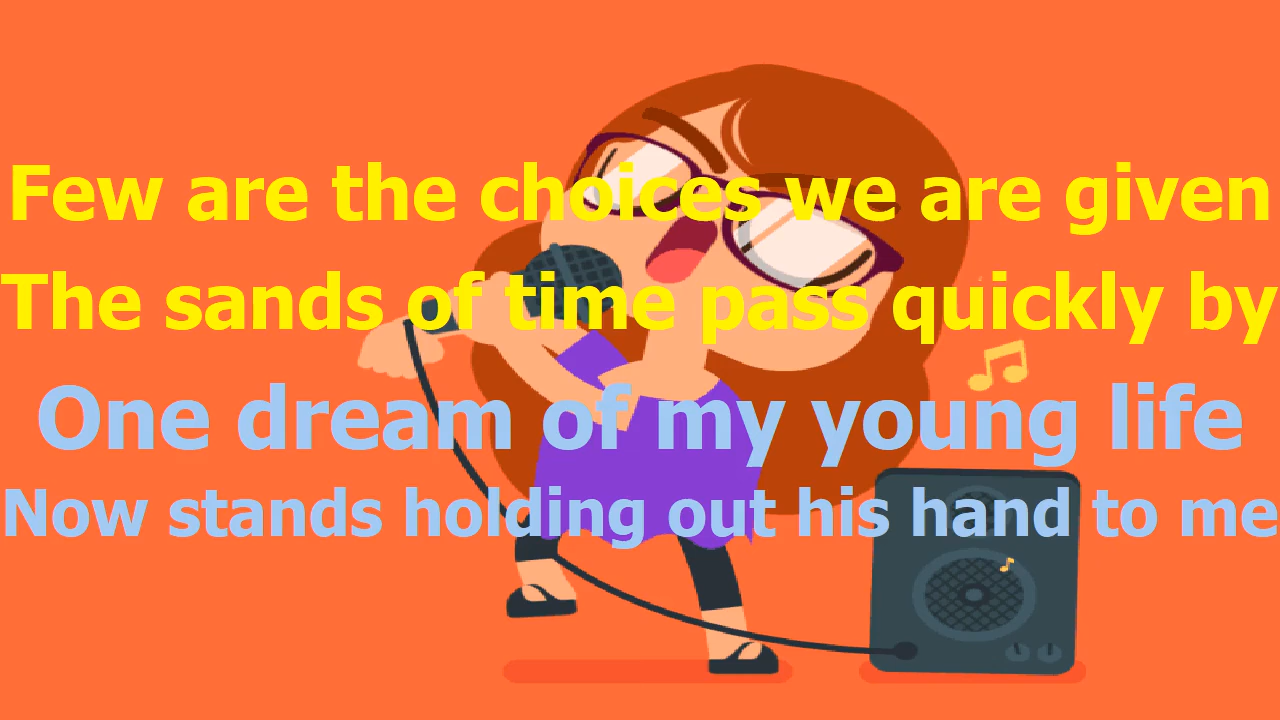 Few are the choices we are given
The sands of time pass quickly by
One dream of my young life
Now stands holding out his hand to me